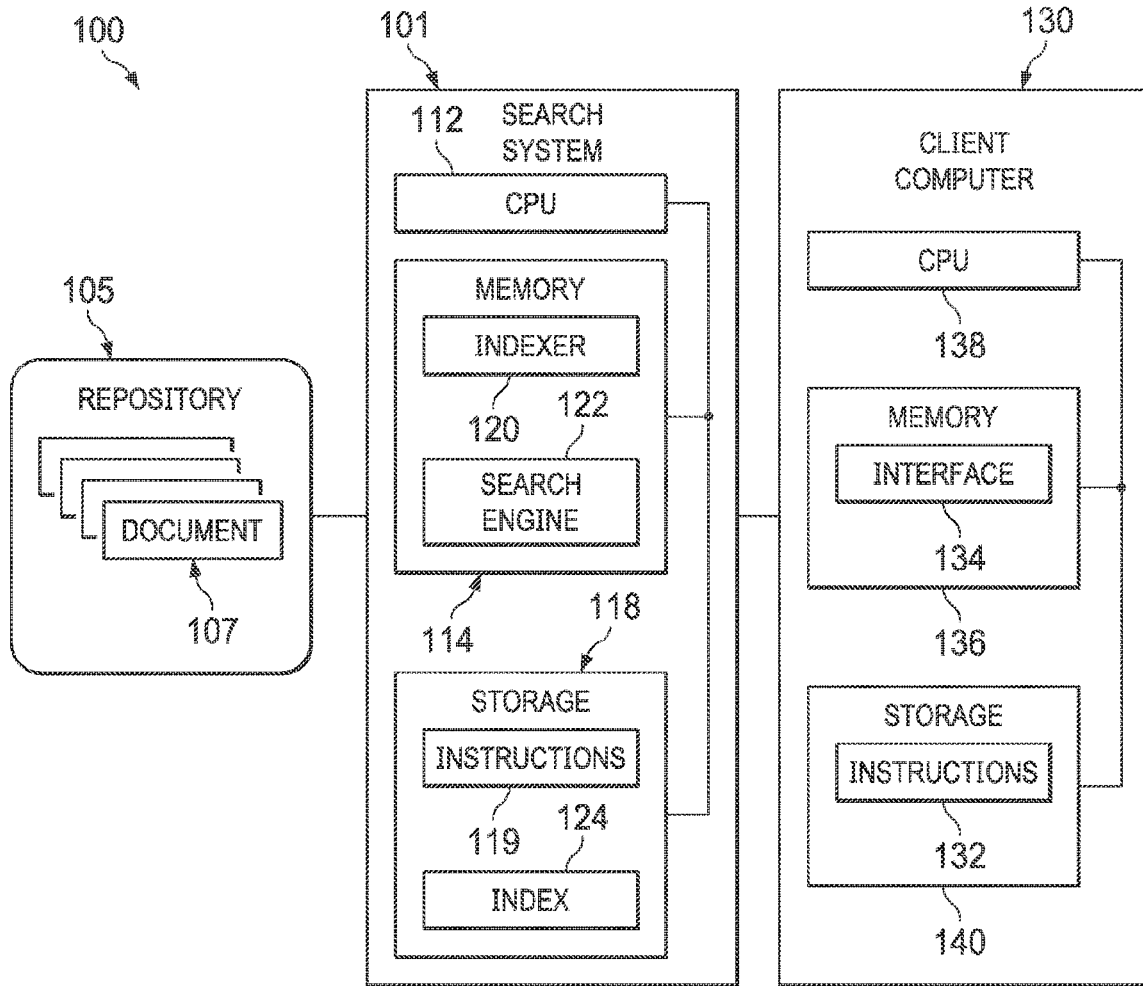 100
101
130
112
SEARCH
SYSTEM
CPU
MEMORY
INDEXER
120
122
SEARCH
ENGINE
114
118
STORAGE
INSTRUCTIONS
119
124
INDEX
105
REPOSITORY
DOCUMENT
107
CLIENT
COMPUTER
CPU
138
MEMORY
INTERFACE
134
136
STORAGE
INSTRUCTIONS
132
140